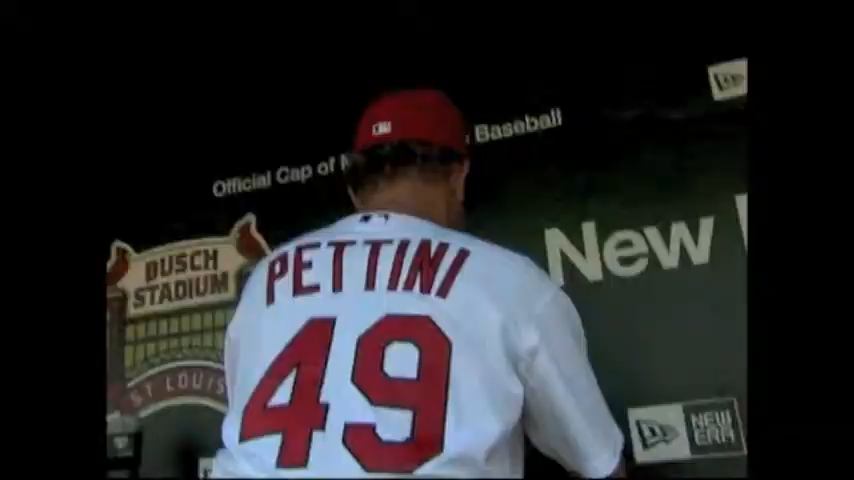 Official Cap of M
Baseball
New
BUSCH
STADIUM
ST LOUIS
PETTINI
49
NEW
ERA